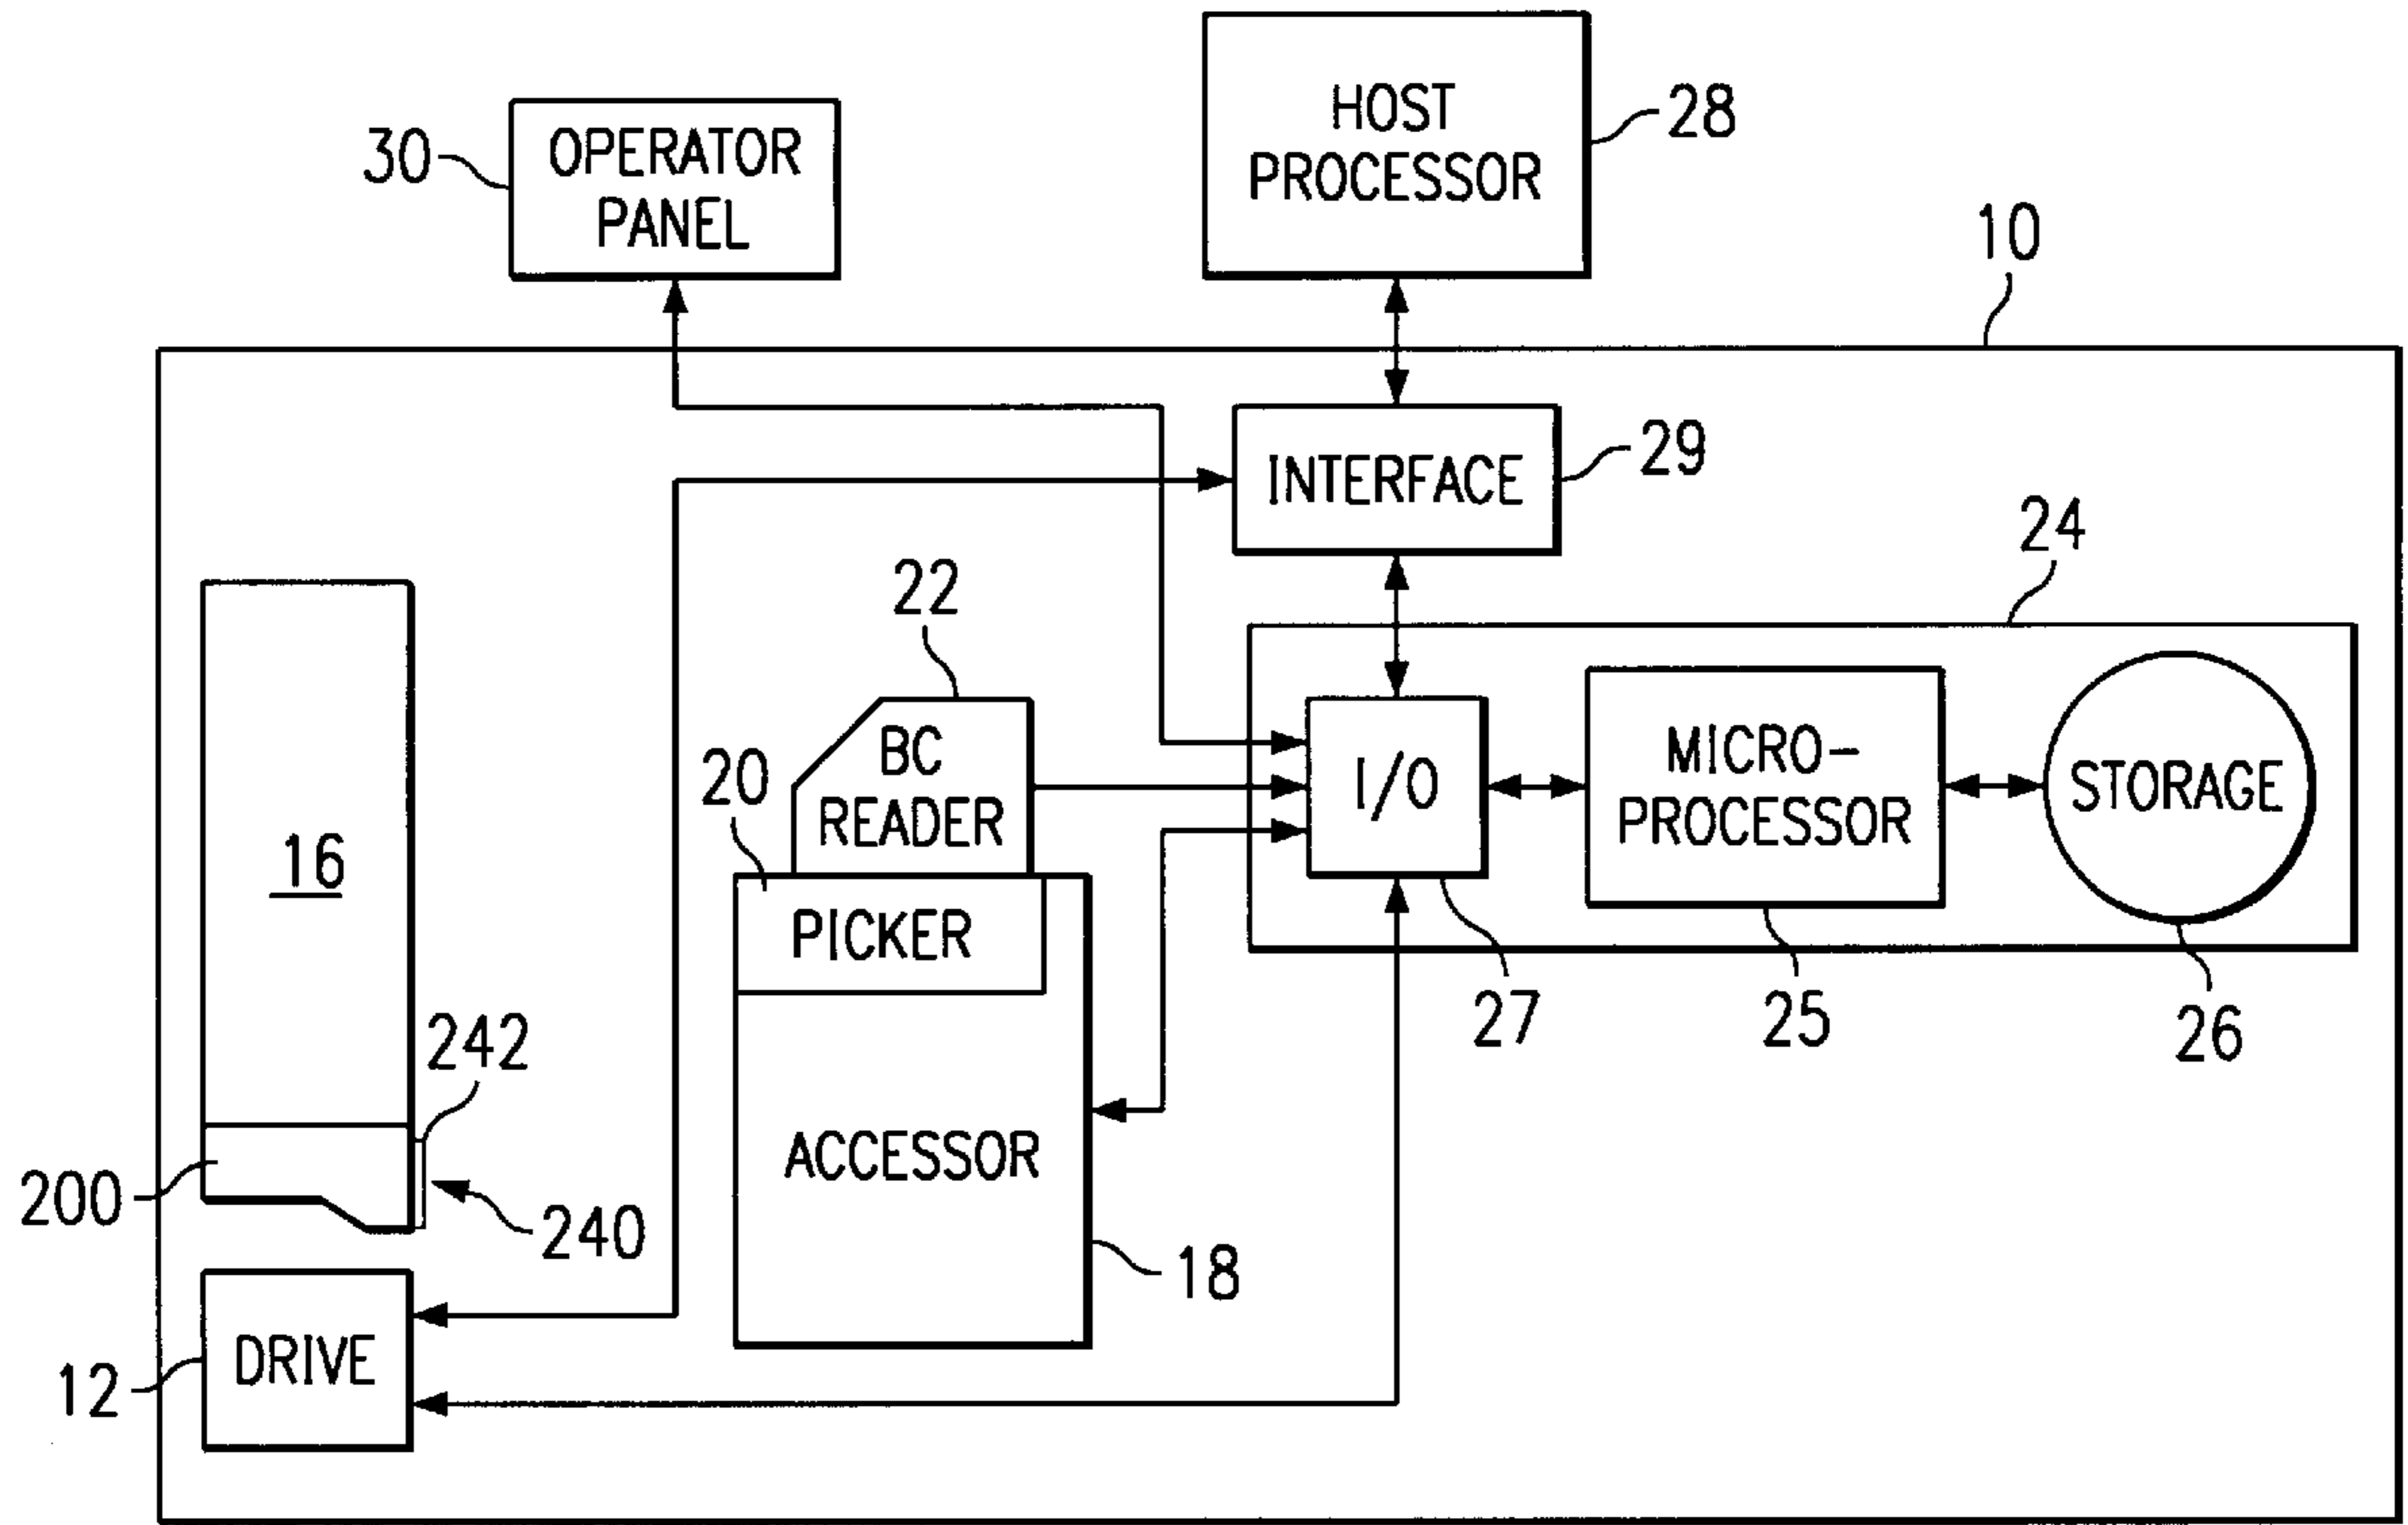 HOST
PROCESSOR
28
30
OPERATOR
PANEL
10
INTERFACE
29
24
22
20
BC
READER
I/O
MICRO-
PROCESSOR
STORAGE
16
PICKER
27
25
26
242
ACCESSOR
200
240
18
12
DRIVE